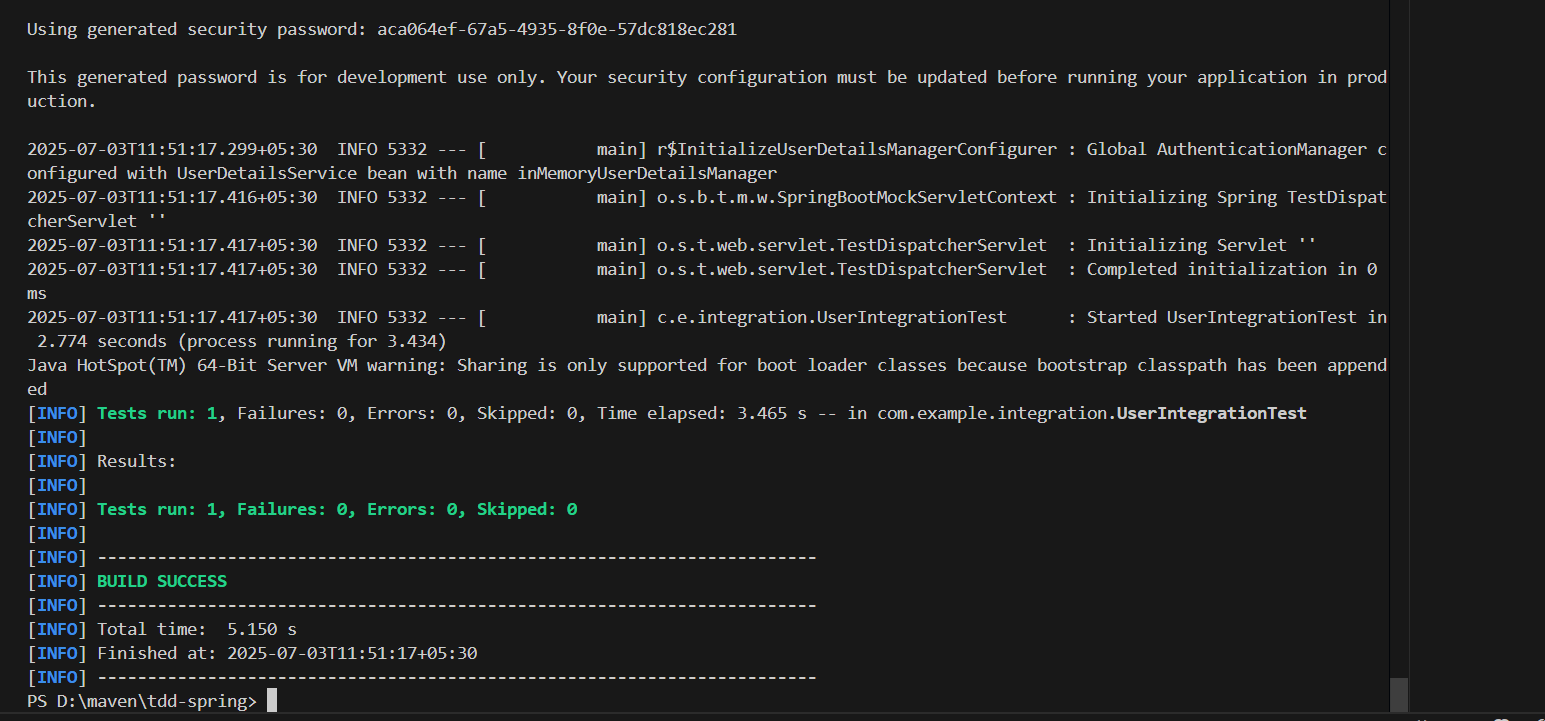 Using generated security password: aca064ef-67a5-4935-8f0e-57dc818ec281
This generated password is for development use only. Your security configuration must be updated before running your application in prod
uction.
2025-07-03T11:51:17.299+05:30  INFO 5332 --- [           main] r$InitializeUserDetailsManagerConfigurer : Global AuthenticationManager c
onfigured with UserDetailsService bean with name inMemoryUserDetailsManager
2025-07-03T11:51:17.416+05:30  INFO 5332 --- [           main] o.s.b.t.m.w.SpringBootMockServletContext : Initializing Spring TestDispat
cherServlet ''
2025-07-03T11:51:17.417+05:30  INFO 5332 --- [           main] o.s.t.web.servlet.TestDispatcherServlet  : Initializing Servlet ''
2025-07-03T11:51:17.417+05:30  INFO 5332 --- [           main] o.s.t.web.servlet.TestDispatcherServlet  : Completed initialization in 0
ms
2025-07-03T11:51:17.417+05:30  INFO 5332 --- [           main] c.e.integration.UserIntegrationTest      : Started UserIntegrationTest in
 2.774 seconds (process running for 3.434)
Java HotSpot(TM) 64-Bit Server VM warning: Sharing is only supported for boot loader classes because bootstrap classpath has been append
ed
[INFO] Tests run: 1, Failures: 0, Errors: 0, Skipped: 0, Time elapsed: 3.465 s -- in com.example.integration.UserIntegrationTest
[INFO]
[INFO] Results:
[INFO]
[INFO] Tests run: 1, Failures: 0, Errors: 0, Skipped: 0
[INFO]
[INFO] ------------------------------------------------------------------------
[INFO] BUILD SUCCESS
[INFO] ------------------------------------------------------------------------
[INFO] Total time:  5.150 s
[INFO] Finished at: 2025-07-03T11:51:17+05:30
[INFO] ------------------------------------------------------------------------
PS D:\maven\tdd-spring>